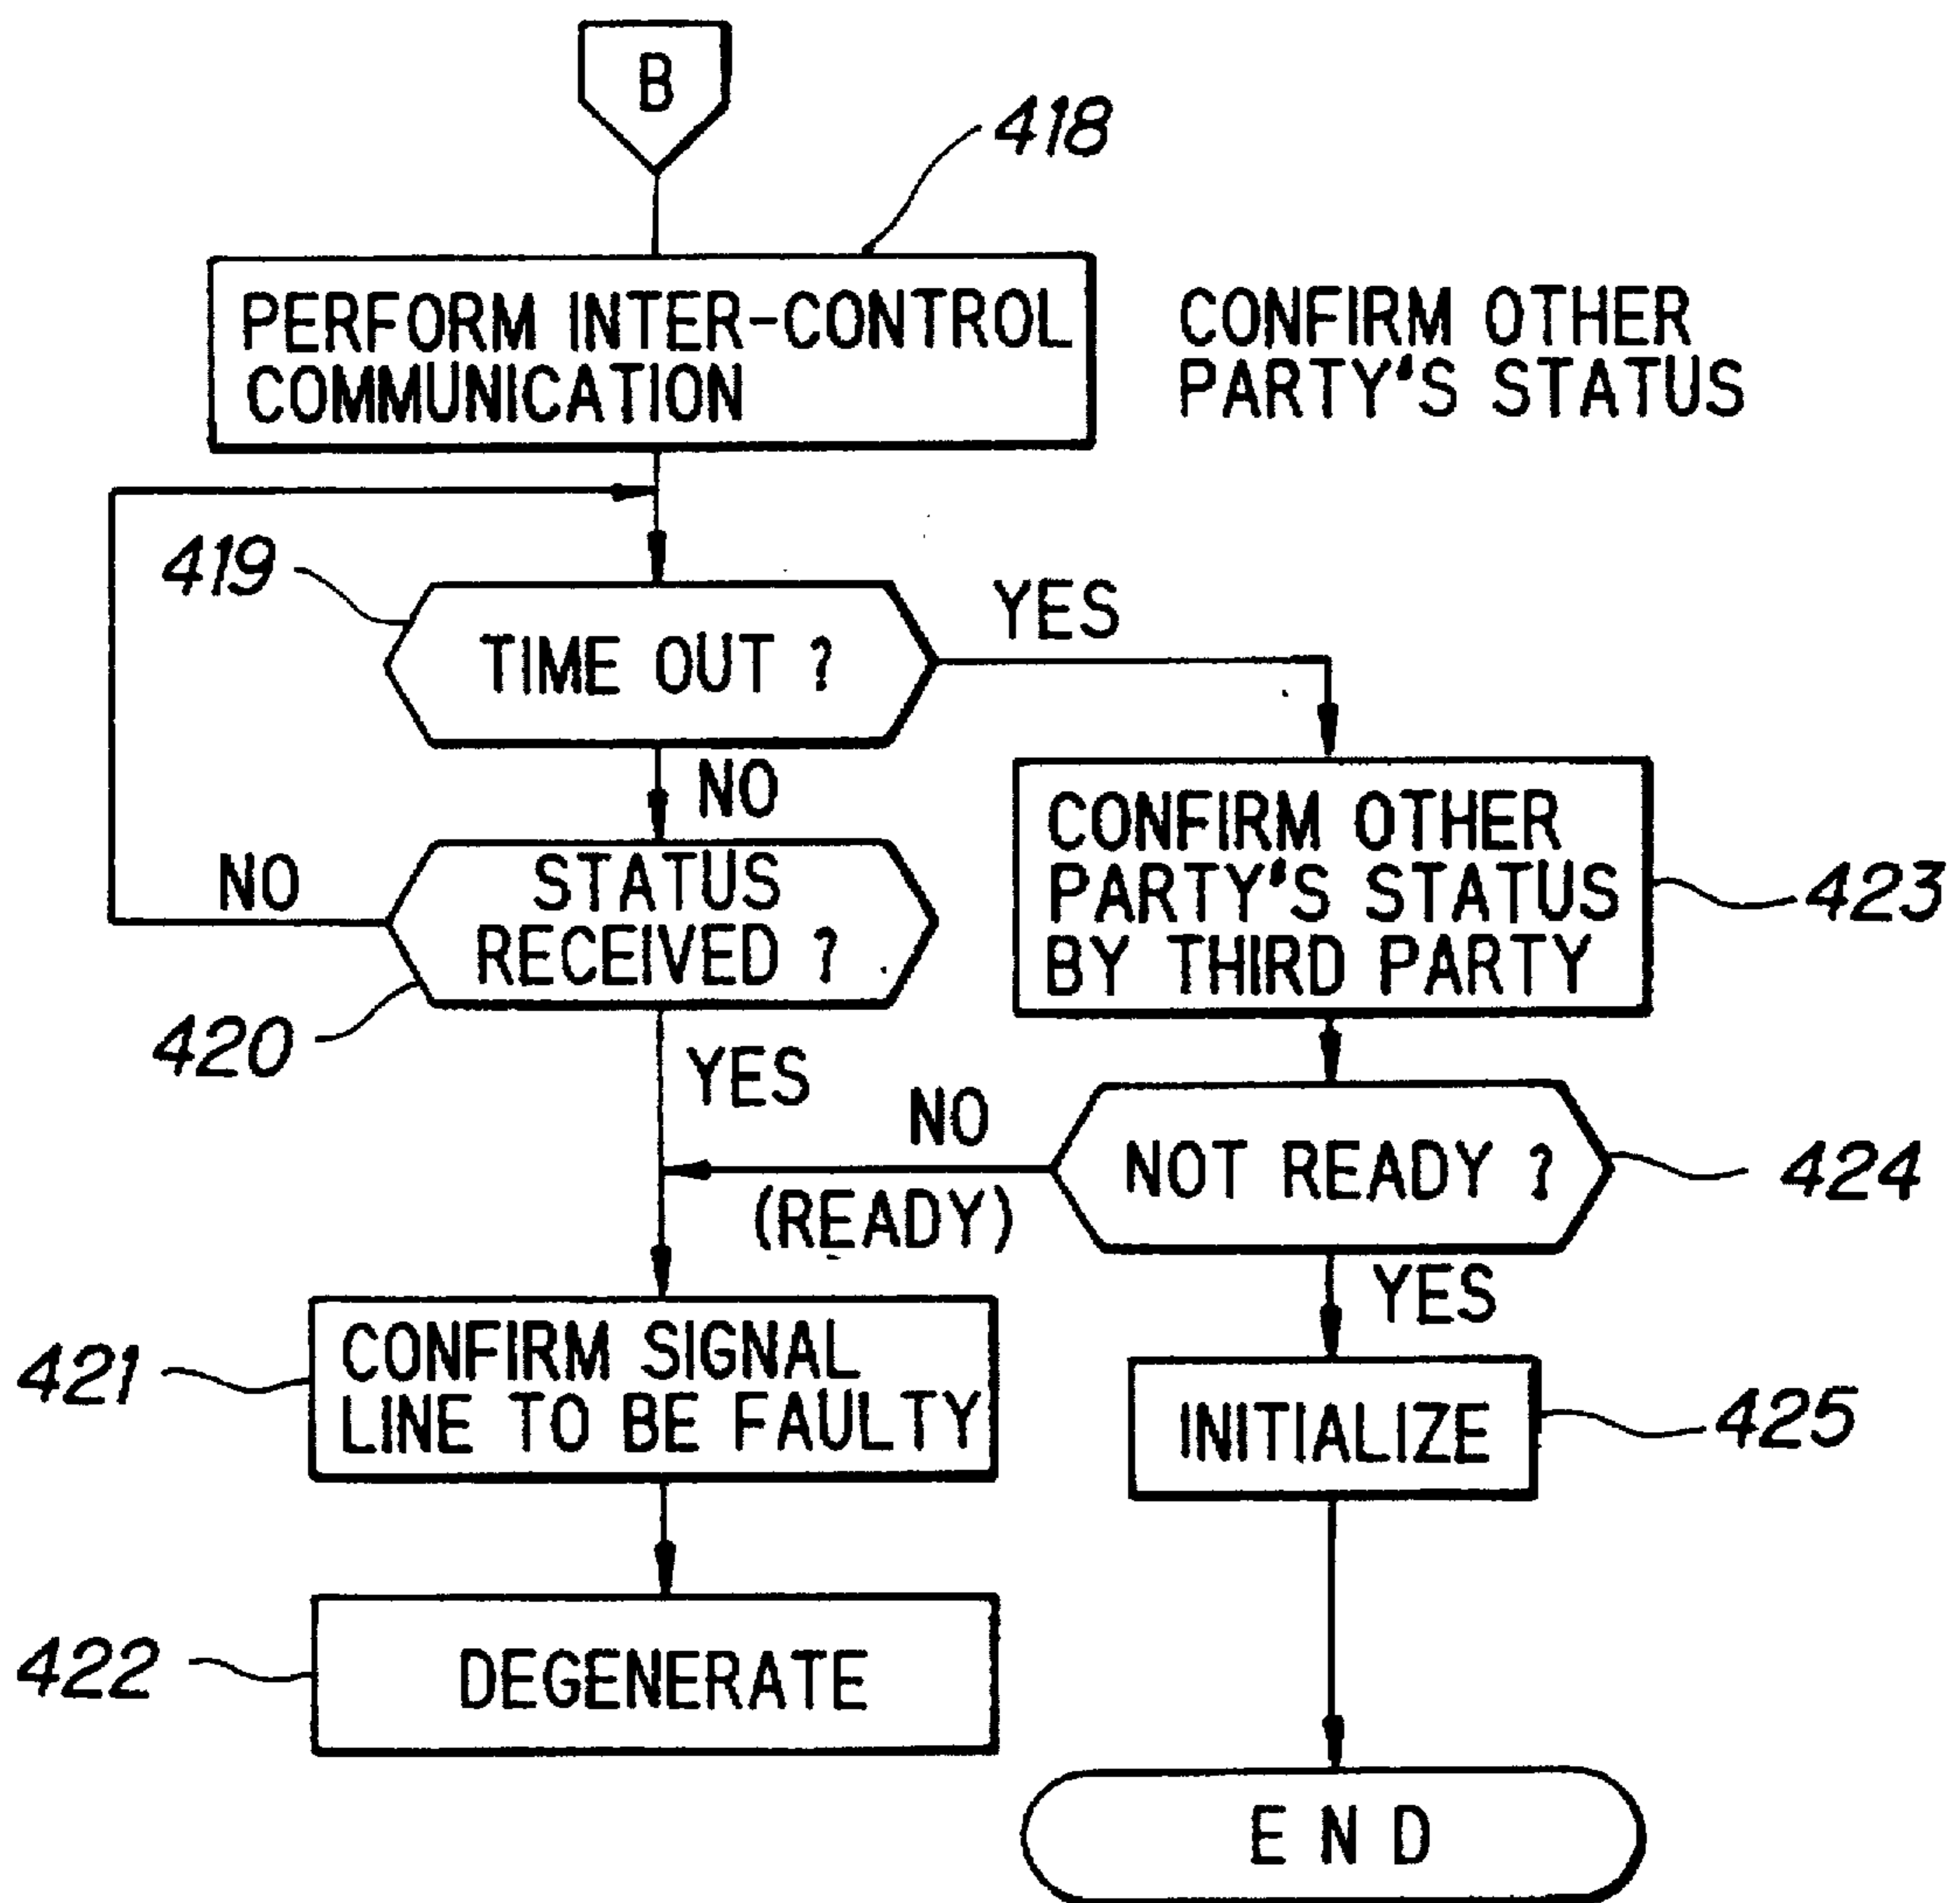 B
418
PERFORM INTER-CONTROL
COMMUNICATION
CONFIRM OTHER
PARTY'S STATUS
419
TIME OUT ?
YES
NO
CONFIRM OTHER
PARTY'S STATUS
BY THIRD PARTY
423
NO
STATUS
RECEIVED ?
420
YES
NO
(READY)
NOT READY ?
424
YES
421
CONFIRM SIGNAL
LINE TO BE FAULTY
INITIALIZE
425
422
DEGENERATE
END